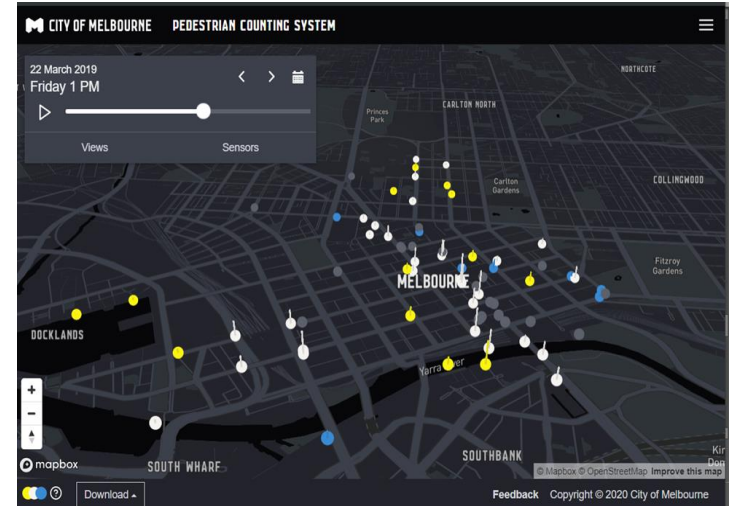 CITY OF MELBOURNE PEDESTRIAN COUNTING SYSTEM
22 March 2019
Friday 1 PM
Views Sensors
NORTHCOTE
Princes
Park
CARLTON NORTH
Carlton
Gardens
COLLINGWOOD
Fitzroy
Gardens
MELBOURNE
DOCKLANDS
Yarra River
SOUTHBANK
SOUTH WHARF
Kin
Dom
+
−
mapbox
© Mapbox © OpenStreetMap Improve this map
? Download
Feedback Copyright © 2020 City of Melbourne